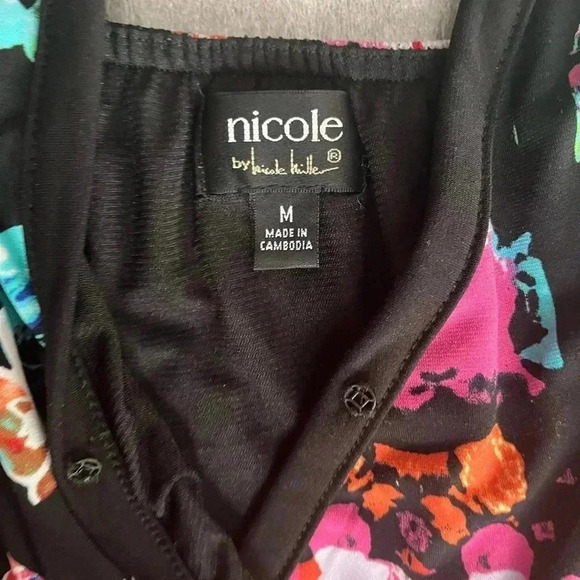 nicole
by nicole miller ®
M
MADE IN
CAMBODIA